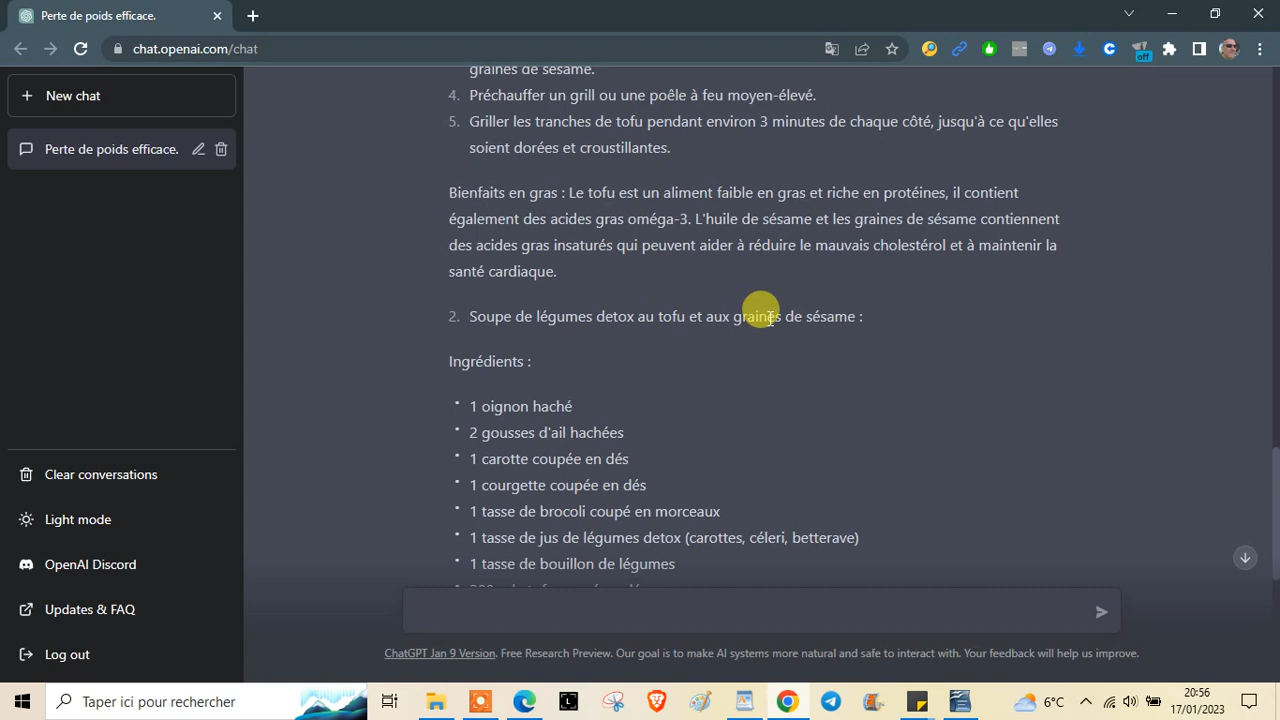 Perte de poids efficace.
chat.openai.com/chat
off
New chat
Perte de poids efficace.
graines de sésame.
4. Préchauffer un grill ou une poêle à feu moyen-élevé.
5. Griller les tranches de tofu pendant environ 3 minutes de chaque côté, jusqu'à ce qu'elles
soient dorées et croustillantes.
Bienfaits en gras : Le tofu est un aliment faible en gras et riche en protéines, il contient
également des acides gras oméga-3. L'huile de sésame et les graines de sésame contiennent
des acides gras insaturés qui peuvent aider à réduire le mauvais cholestérol et à maintenir la
santé cardiaque.
2. Soupe de légumes detox au tofu et aux graines de sésame :
Ingrédients :
• 1 oignon haché
• 2 gousses d'ail hachées
• 1 carotte coupée en dés
• 1 courgette coupée en dés
• 1 tasse de brocoli coupé en morceaux
• 1 tasse de jus de légumes detox (carottes, céleri, betterave)
• 1 tasse de bouillon de légumes
Clear conversations
Light mode
OpenAI Discord
Updates & FAQ
Log out
ChatGPT Jan 9 Version. Free Research Preview. Our goal is to make AI systems more natural and safe to interact with. Your feedback will help us improve.
Taper ici pour rechercher
6°C
20:56
17/01/2023